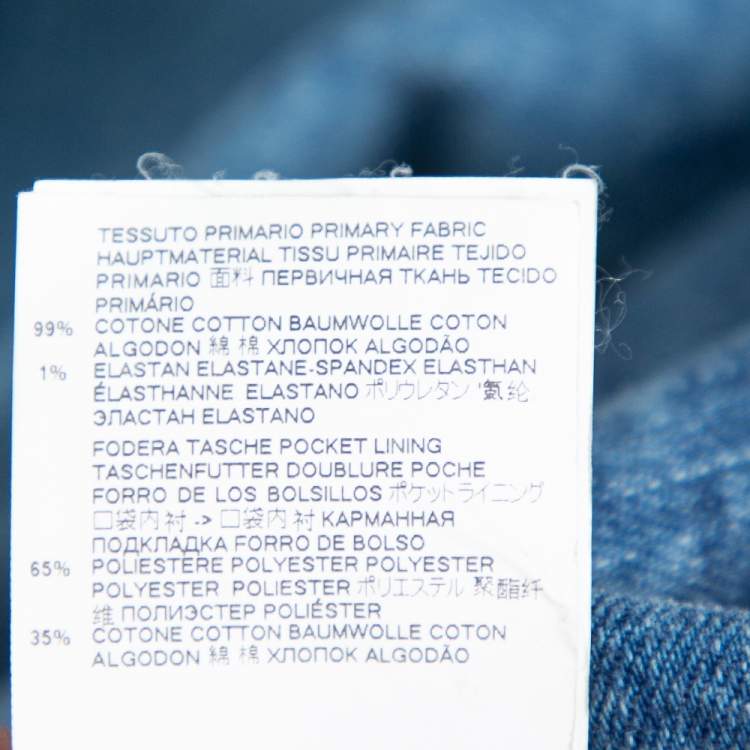 TESSUTO PRIMARIO PRIMARY FABRIC
HAUPTMATERIAL TISSU PRIMAIRE TEJIDO
PRIMARIO 面料 ПЕРВИЧНАЯ ТКАНЬ TECIDO
PRIMÁRIO
99% COTONE COTTON BAUMWOLLE COTON
ALGODON 綿 棉 ХЛОПОК ALGODÃO
1% ELASTAN ELASTANE-SPANDEX ELASTHAN
ÉLASTHANNE ELASTANO ポリウレタン '氨纶
ЭЛАСТАН ELASTANO
FODERA TASCHE POCKET LINING
TASCHENFUTTER DOUBLURE POCHE
FORRO DE LOS BOLSILLOS ポケットライニング
口袋内衬 -> 口袋内衬 КАРМАННАЯ
ПОДКЛАДКА FORRO DE BOLSO
65% POLIESTERE POLYESTER POLYESTER
POLYESTER POLIESTER ポリエステル 聚酯纤
维 ПОЛИЭСТЕР POLIÉSTER
35% COTONE COTTON BAUMWOLLE COTON
ALGODON 綿 棉 ХЛОПОК ALGODÃO